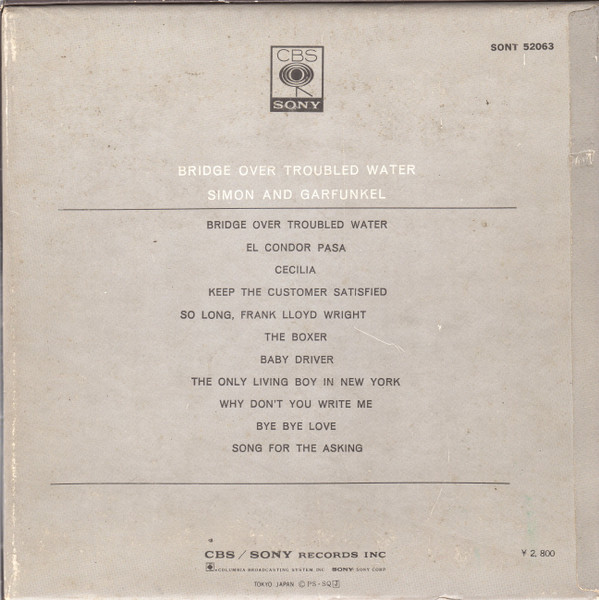 SONT 52063
CBS
SONY
BRIDGE OVER TROUBLED WATER
SIMON AND GARFUNKEL
BRIDGE OVER TROUBLED WATER
EL CONDOR PASA
CECILIA
KEEP THE CUSTOMER SATISFIED
SO LONG, FRANK LLOYD WRIGHT
THE BOXER
BABY DRIVER
THE ONLY LIVING BOY IN NEW YORK
WHY DON'T YOU WRITE ME
BYE BYE LOVE
SONG FOR THE ASKING
CBS / SONY RECORDS INC
¥ 2,800
COLUMBIA BROADCASTING SYSTEM INC SONY SONY CORP
TOKYO JAPAN Ⓒ PS-SQ J